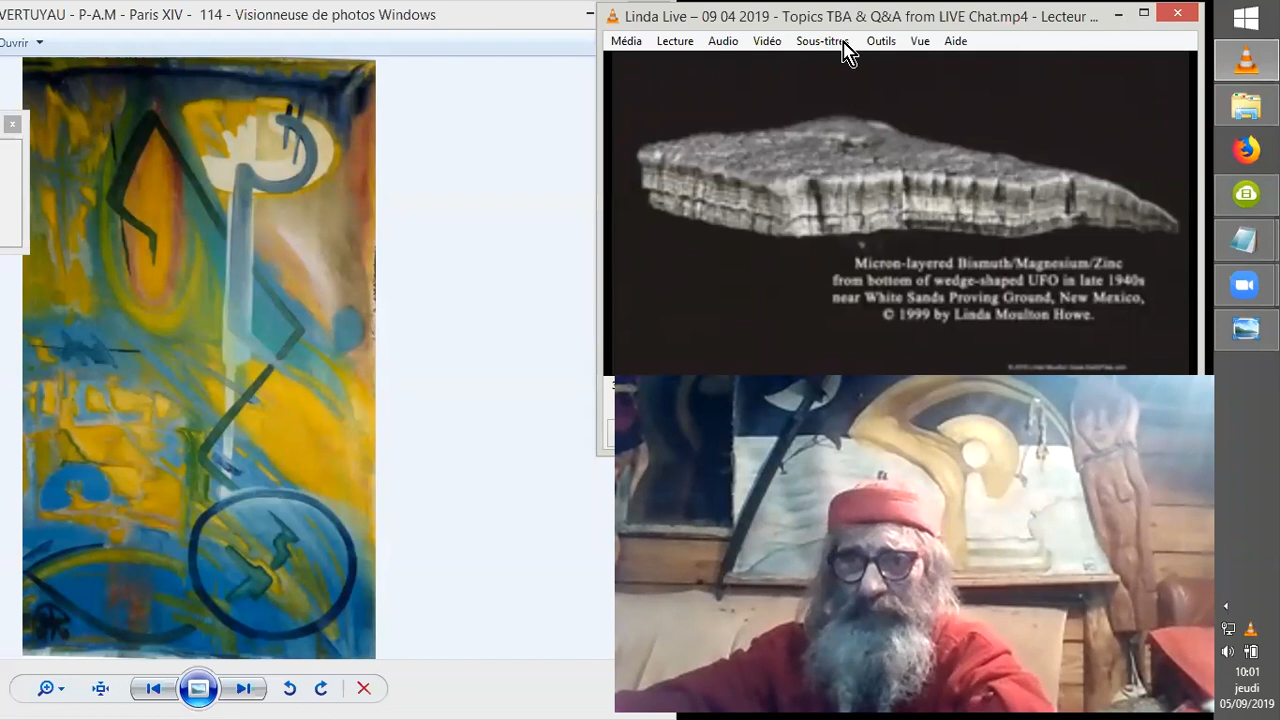 VERTUYAU - P-A-M - Paris XIV - 114 - Visionneuse de photos Windows
Ouvrir
Linda Live – 09 04 2019 - Topics TBA & Q&A from LIVE Chat.mp4 - Lecteur ...
Média Lecture Audio Vidéo Sous-titres Outils Vue Aide
Micron-layered Bismuth/Magnesium/Zinc
from bottom of wedge-shaped UFO in late 1940s
near White Sands Proving Ground, New Mexico,
© 1999 by Linda Moulton Howe.
10:01
jeudi
05/09/2019